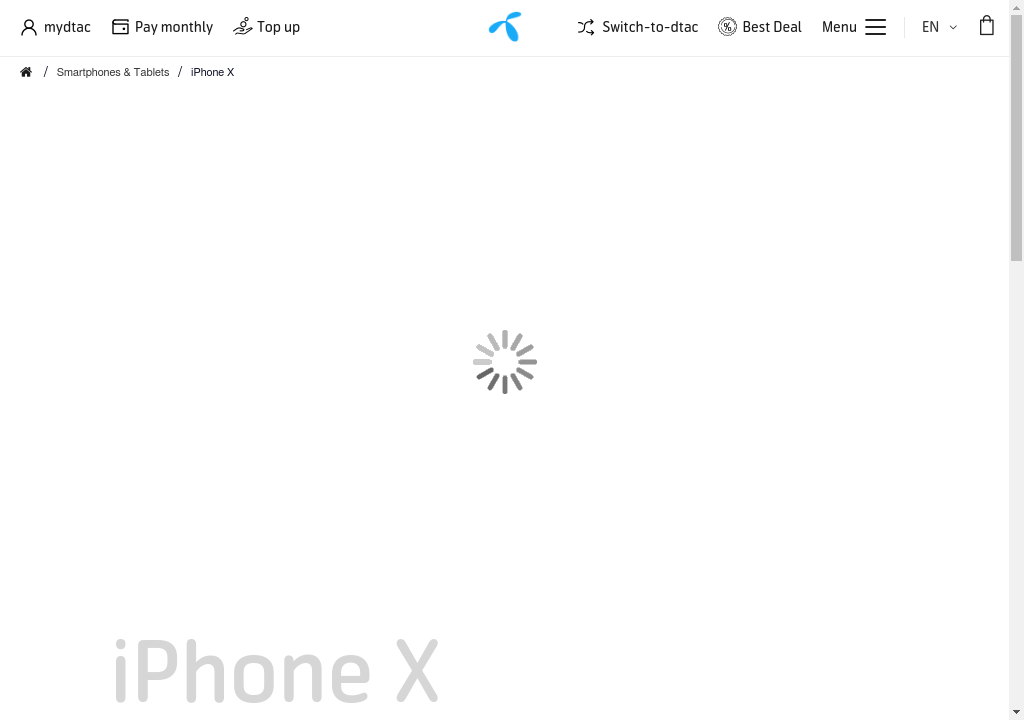 mydtac Pay monthly Top up Switch-to-dtac Best Deal Menu EN
/ Smartphones & Tablets / iPhone X
iPhone X